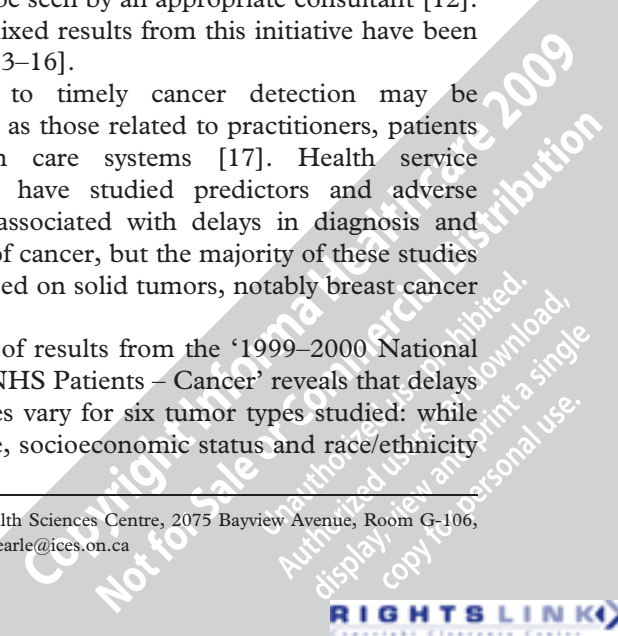 be seen by an appropriate consultant [12].
ixed results from this initiative have been
3–16].
to timely cancer detection may be
as those related to practitioners, patients
care systems [17]. Health service
have studied predictors and adverse
associated with delays in diagnosis and
of cancer, but the majority of these studies
ed on solid tumors, notably breast cancer
of results from the ‘1999–2000 National
NHS Patients – Cancer’ reveals that delays
es vary for six tumor types studied: while
e, socioeconomic status and race/ethnicity
lth Sciences Centre, 2075 Bayview Avenue, Room G-106,
earle@ices.on.ca
Copyright Informa Healthcare 2009
Not for Sale or Commercial Distribution
Unauthorized use prohibited.
Authorized users can download,
display, view and print a single
copy for personal use.
RIGHTSLINK
Copyright Clearance Center